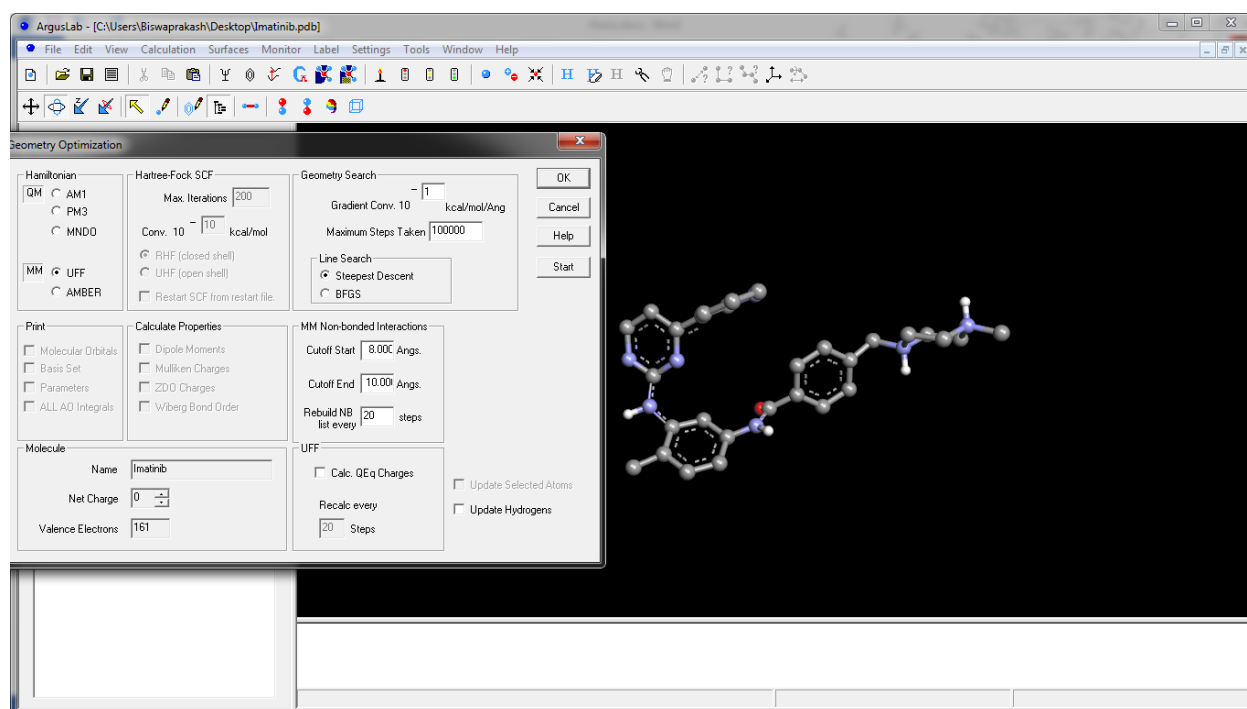 ArgusLab - [C:\Users\Biswaprakash\Desktop\Imatinib.pdb]
File Edit View Calculation Surfaces Monitor Label Settings Tools Window Help
Geometry Optimization
Hamiltonian
QM AM1
PM3
MNDO
MM UFF
AMBER
Hartree-Fock SCF
Max. Iterations 200
Conv. 10 - 10 kcal/mol
RHF (closed shell)
UHF (open shell)
Restart SCF from restart file.
Geometry Search
Gradient Conv. 10 - 1 kcal/mol/Ang
Maximum Steps Taken 100000
Line Search
Steepest Descent
BFGS
OK
Cancel
Help
Start
Print
Molecular Orbitals
Basis Set
Parameters
ALL AO Integrals
Calculate Properties
Dipole Moments
Mulliken Charges
ZDO Charges
Wiberg Bond Order
MM Non-bonded Interactions
Cutoff Start 8.000 Angs.
Cutoff End 10.00 Angs.
Rebuild NB
list every 20 steps
Molecule
Name Imatinib
Net Charge 0
Valence Electrons 161
UFF
Calc. QEq Charges
Recalc every
20 Steps
Update Selected Atoms
Update Hydrogens